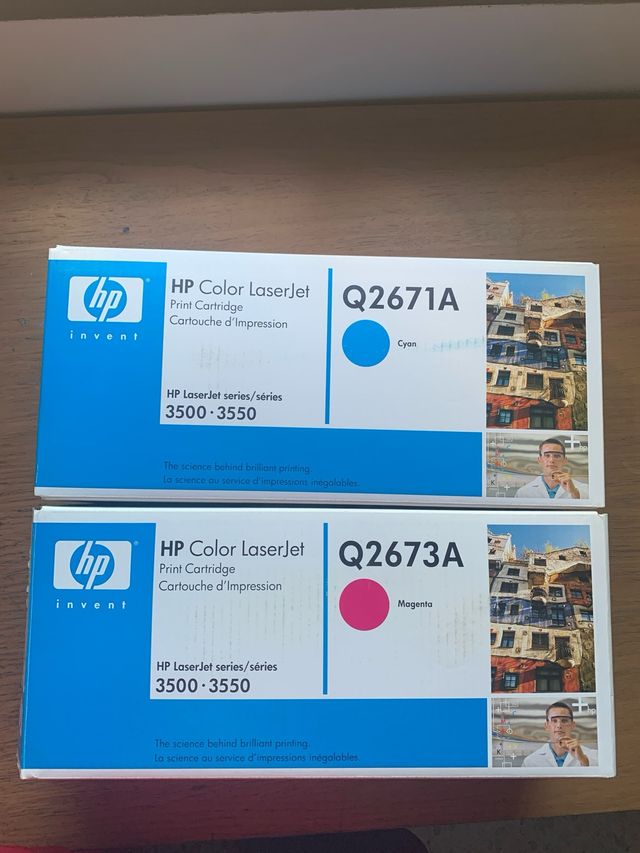 hp
invent
HP Color LaserJet
Print Cartridge
Cartouche d'Impression
HP LaserJet series/séries
3500 · 3550
Q2671A
Cyan
The science behind brilliant printing.
La science au service d'impressions inégalables.
hp
invent
HP Color LaserJet
Print Cartridge
Cartouche d'Impression
HP LaserJet series/séries
3500 · 3550
Q2673A
Magenta
The science behind brilliant printing.
La science au service d'impressions inégalables.